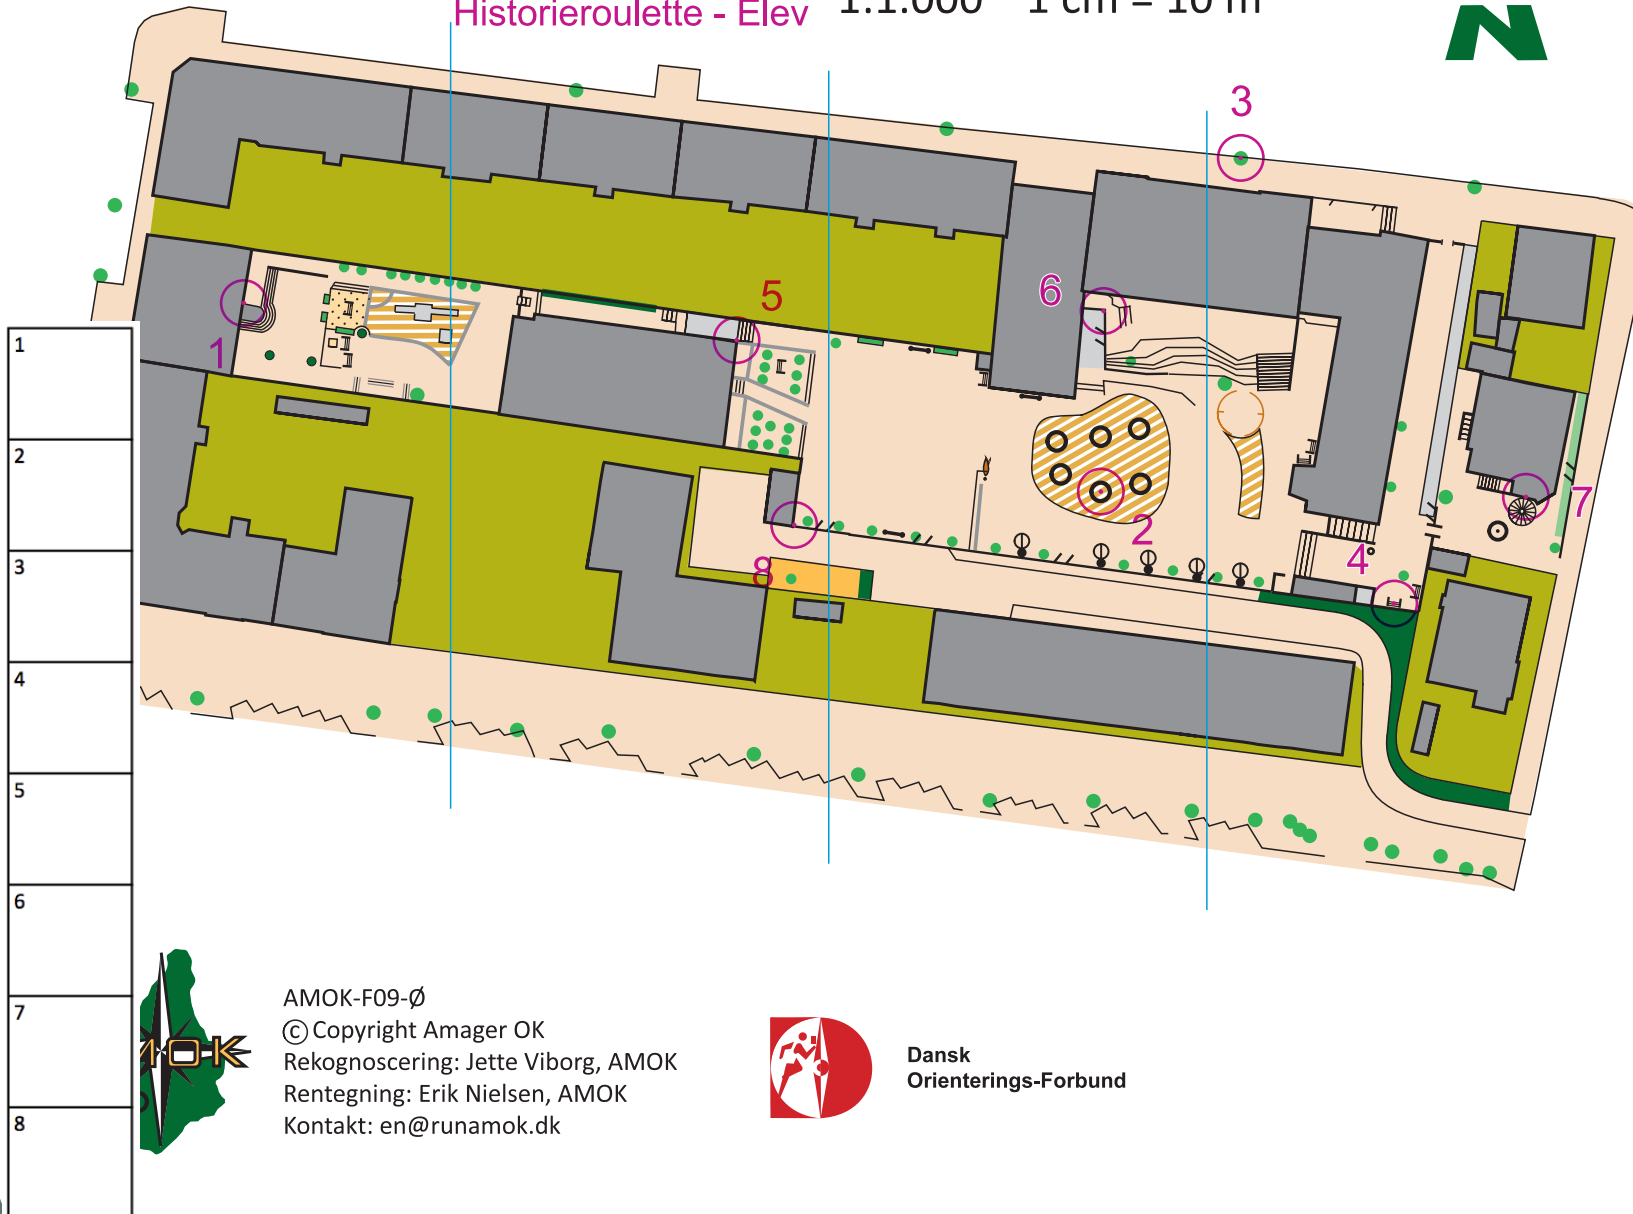 Historieroulette - Elev 1:1.000 1 cm = 10 m
N
3
6
5
1
2
7
4
8
1
2
3
4
5
6
7
8
AMOK-F09-Ø
© Copyright Amager OK
Rekognoscering: Jette Viborg, AMOK
Rentegning: Erik Nielsen, AMOK
Kontakt: en@runamok.dk
Dansk
Orienterings-Forbund